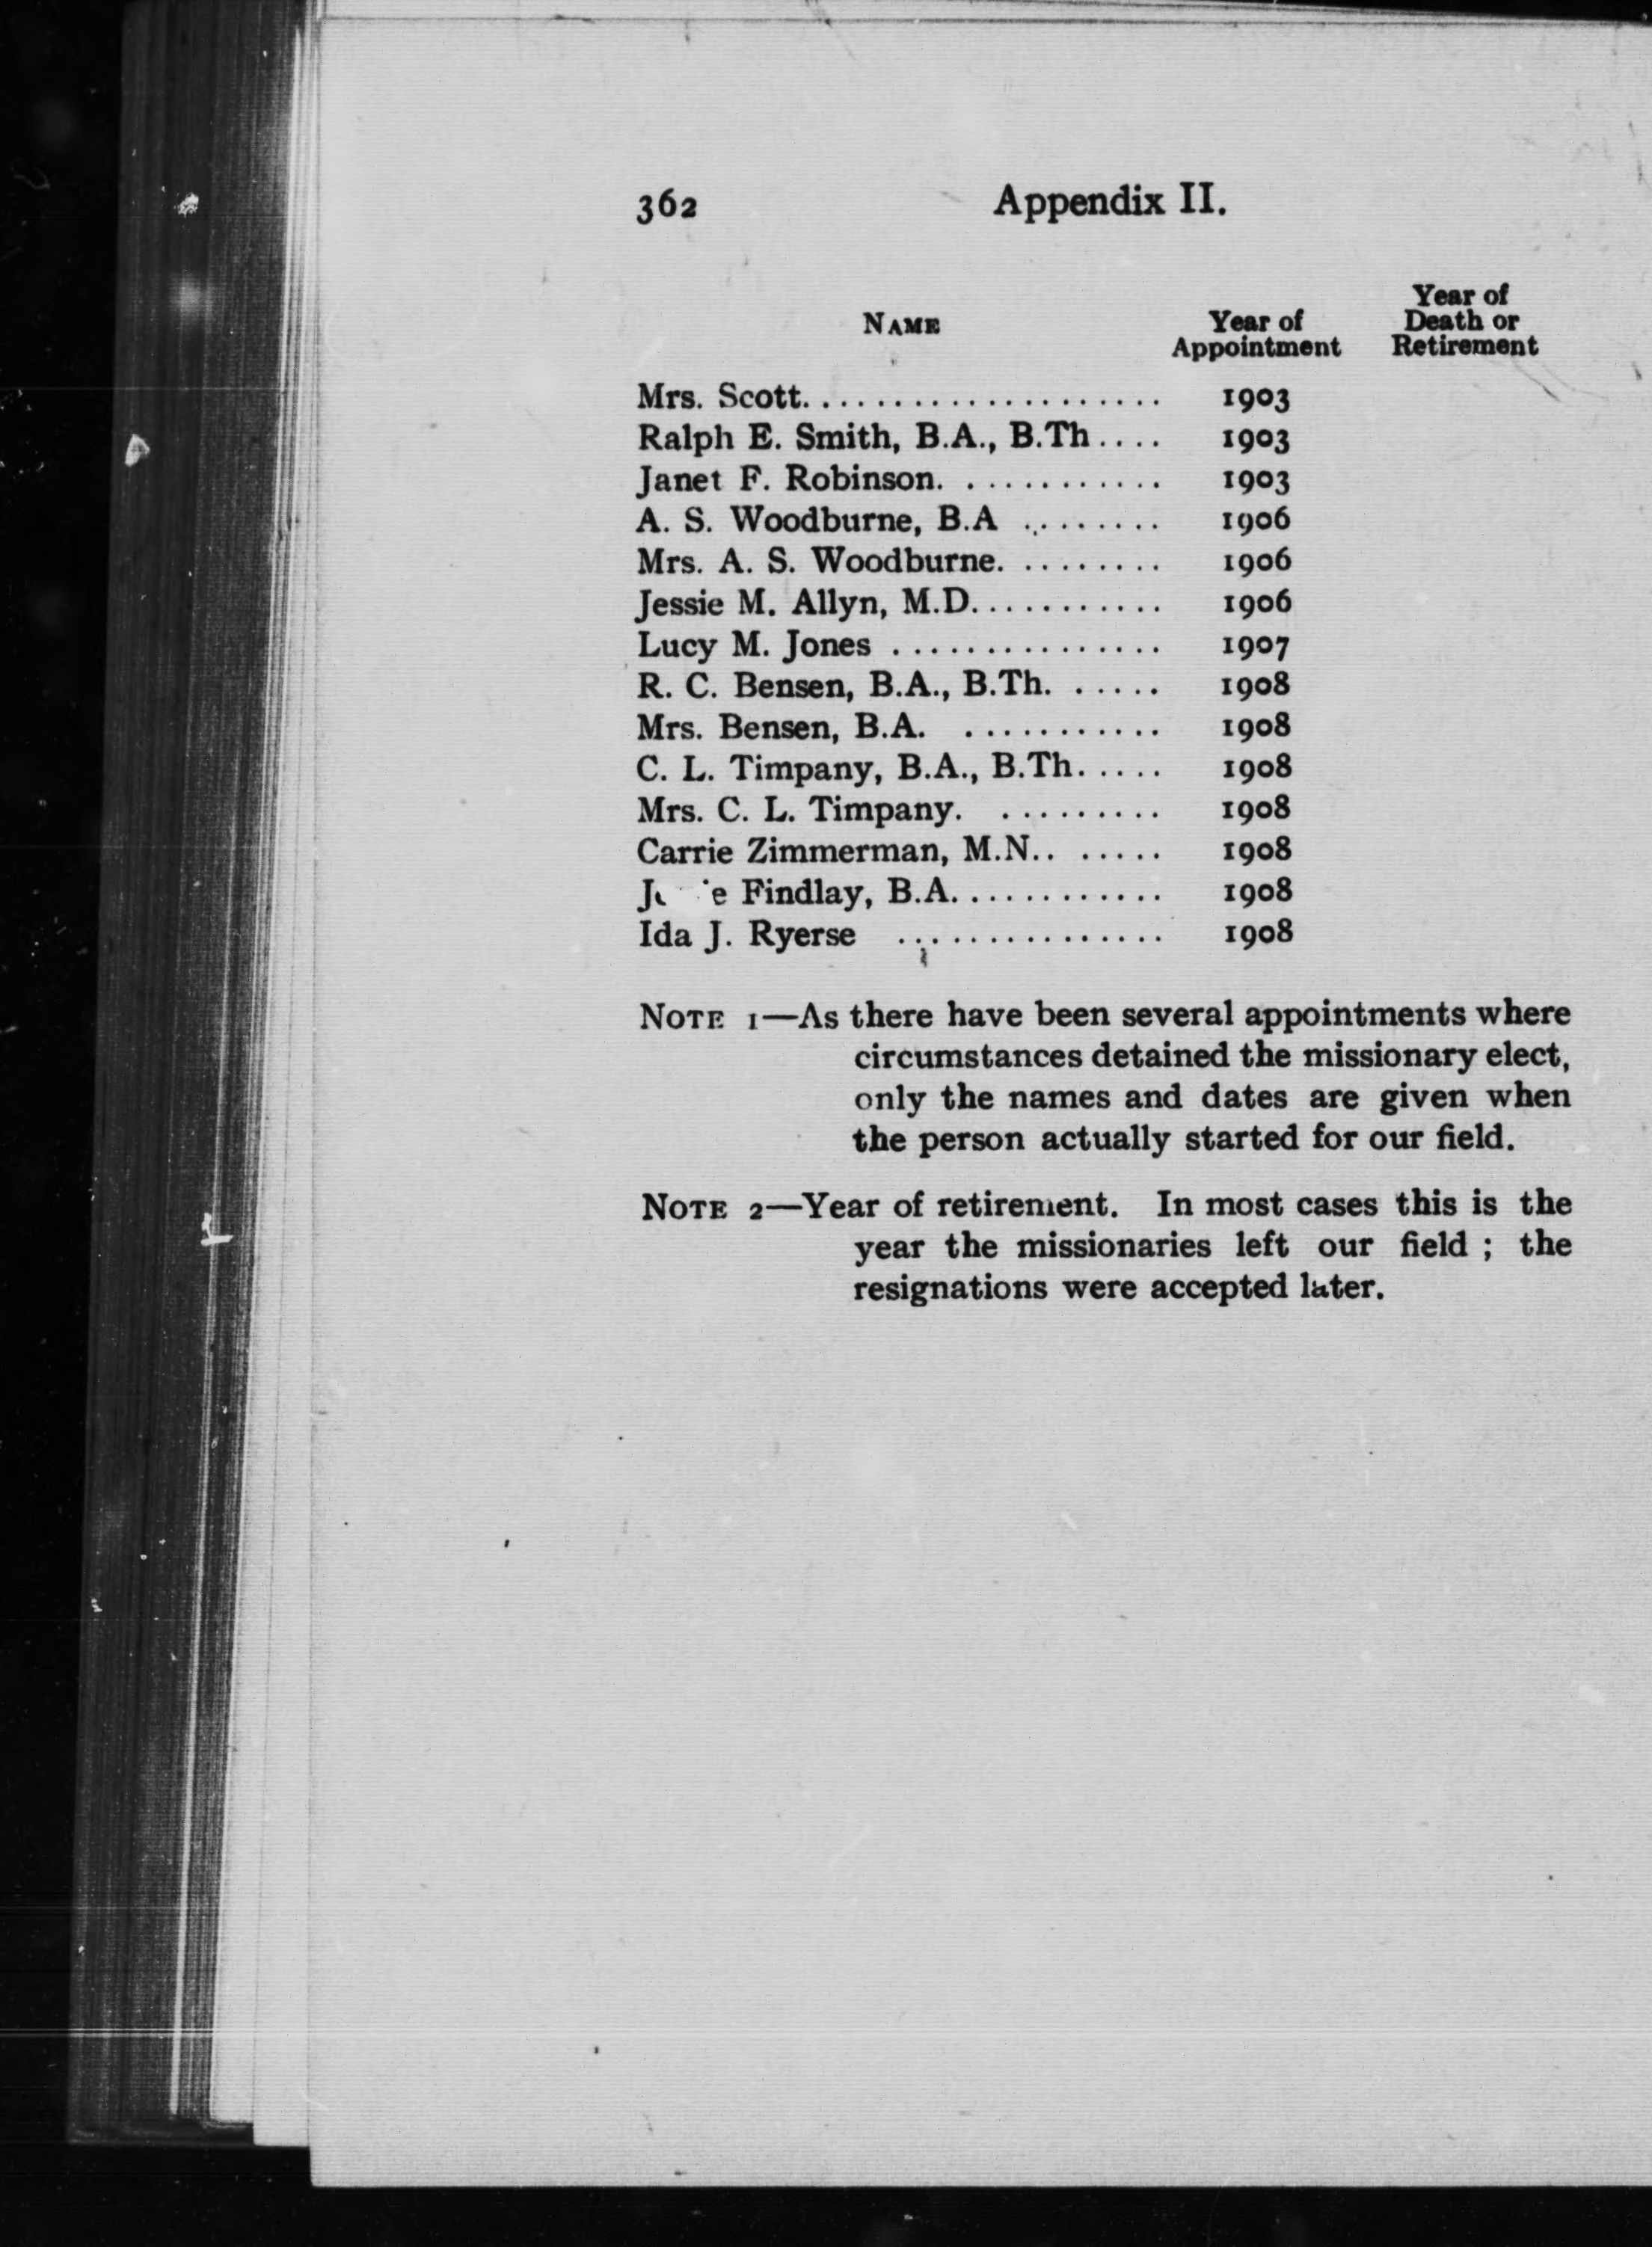 362 Appendix II.
Year of
NAME Year of Death or
Appointment Retirement
Mrs. Scott. . . . . . . . . . . . . . . . . . . . 1903
Ralph E. Smith, B.A., B.Th . . . . 1903
Janet F. Robinson. . . . . . . . . . . . 1903
A. S. Woodburne, B.A . . . . . . . . 1906
Mrs. A. S. Woodburne. . . . . . . . . 1906
Jessie M. Allyn, M.D. . . . . . . . . . . 1906
Lucy M. Jones . . . . . . . . . . . . . . . 1907
R. C. Bensen, B.A., B.Th. . . . . . 1908
Mrs. Bensen, B.A. . . . . . . . . . . . 1908
C. L. Timpany, B.A., B.Th. . . . . 1908
Mrs. C. L. Timpany. . . . . . . . . . 1908
Carrie Zimmerman, M.N. . . . . . . 1908
Findlay, B.A. . . . . . . . . . . . 1908
Ida J. Ryerse . . . . . . . . . . . . . . . 1908
NOTE 1—As there have been several appointments where
circumstances detained the missionary elect,
only the names and dates are given when
the person actually started for our field.
NOTE 2—Year of retirement. In most cases this is the
year the missionaries left our field ; the
resignations were accepted later.